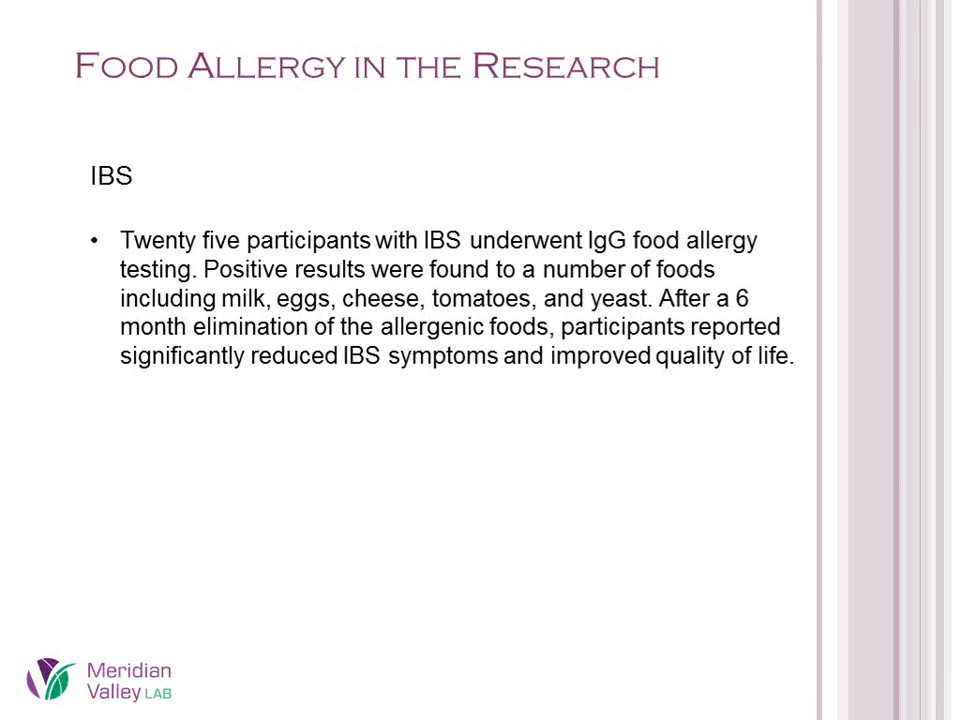 FOOD ALLERGY IN THE RESEARCH
IBS
• Twenty five participants with IBS underwent IgG food allergy
testing. Positive results were found to a number of foods
including milk, eggs, cheese, tomatoes, and yeast. After a 6
month elimination of the allergenic foods, participants reported
significantly reduced IBS symptoms and improved quality of life.
Meridian
Valley LAB